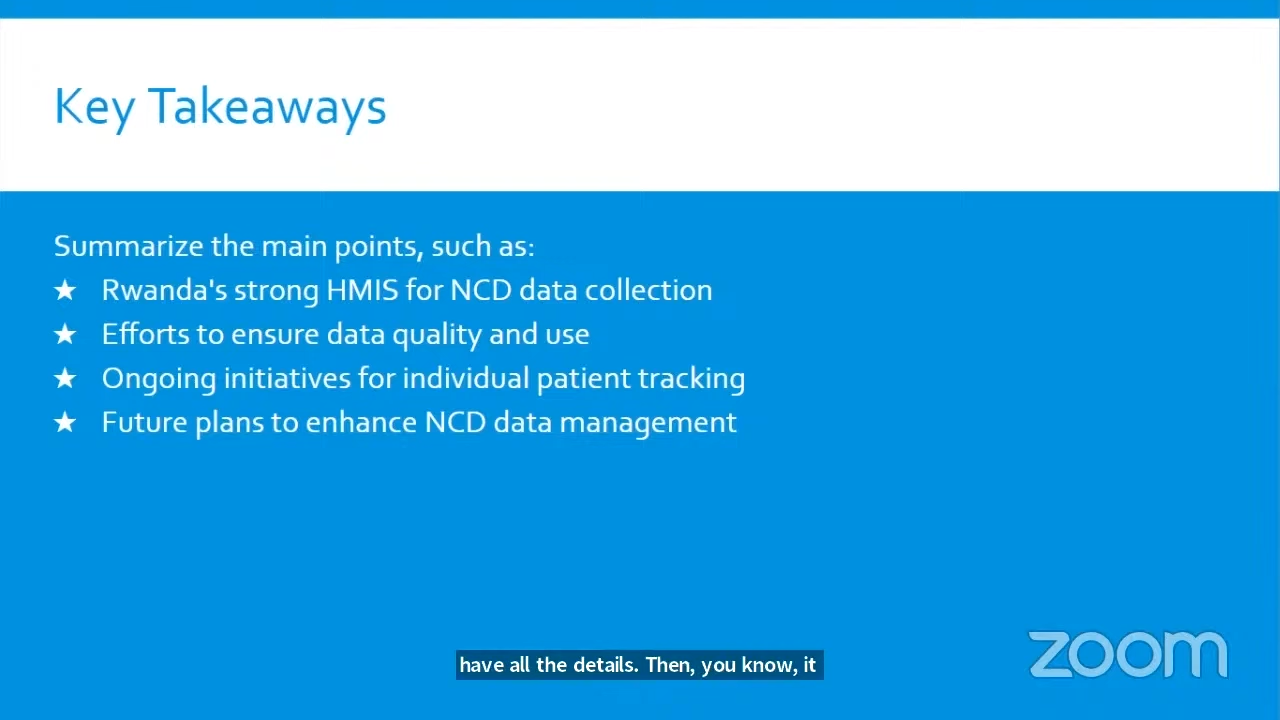 Key Takeaways
Summarize the main points, such as:
★ Rwanda's strong HMIS for NCD data collection
★ Efforts to ensure data quality and use
★ Ongoing initiatives for individual patient tracking
★ Future plans to enhance NCD data management
have all the details. Then, you know, it
zoom